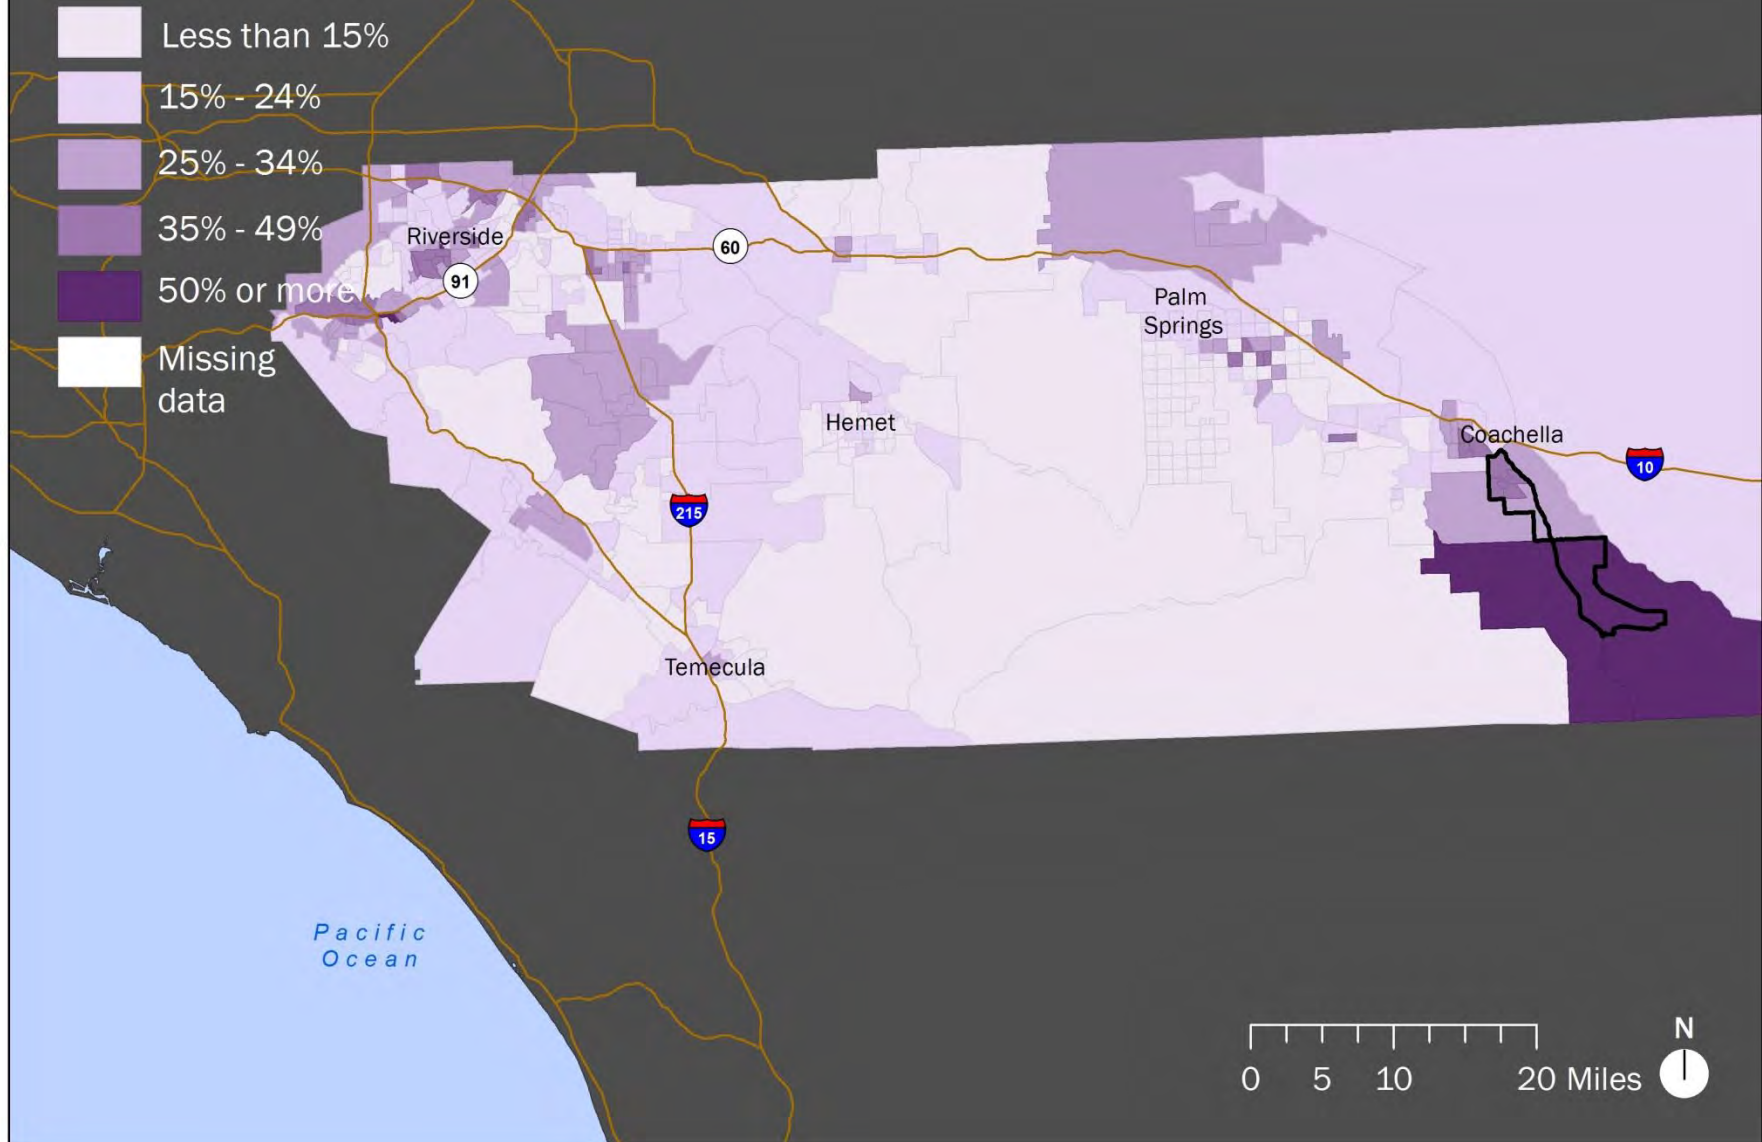 Less than 15%
15% - 24%
25% - 34%
35% - 49%
50% or more
Missing
data
Riverside
91
60
Palm
Springs
Hemet
Coachella
10
215
Temecula
15
Pacific
Ocean
N
0 5 10 20 Miles